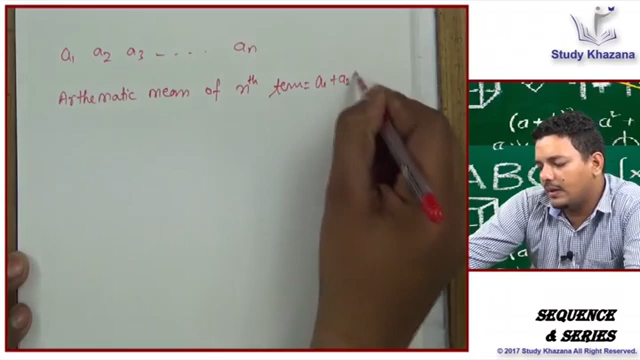 a1 a2 a3 - . . . . an
Arthematic mean of nth term = a1 + a2
Study Khazana
ABC
SEQUENCE
& SERIES
© 2017 Study Khazana All Right Reserved.